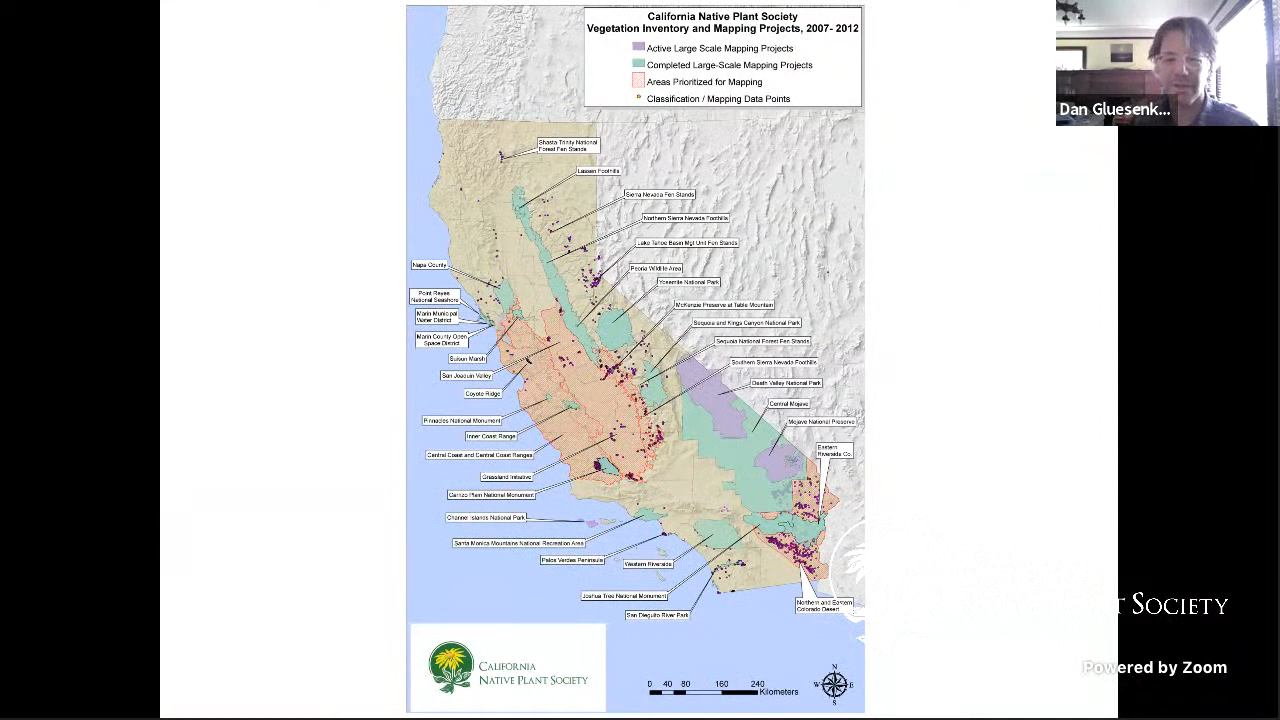 California Native Plant Society
Vegetation Inventory and Mapping Projects, 2007- 2012
Active Large Scale Mapping Projects
Completed Large-Scale Mapping Projects
Areas Prioritized for Mapping
Classification / Mapping Data Points
Dan Gluesenk...
Shasta Trinity National
Forest Fen Stands
Lassen Foothills
Sierra Nevada Fen Stands
Northern Sierra Nevada Foothills
Lake Tahoe Basin Mgt Unit Fen Stands
Napa County
Peoria Wildlife Area
Yosemite National Park
Point Reyes
National Seashore
McKenzie Preserve at Table Mountain
Marin Municipal
Water District
Sequoia and Kings Canyon National Park
Marin County Open
Space District
Sequoia National Forest Fen Stands
Suisun Marsh
Southern Sierra Nevada Foothills
San Joaquin Valley
Death Valley National Park
Coyote Ridge
Central Mojave
Pinnacles National Monument
Mojave National Preserve
Inner Coast Range
Eastern
Riverside Co.
Central Coast and Central Coast Ranges
Grassland Initiative
Carrizo Plain National Monument
Channel Islands National Park
Santa Monica Mountains National Recreation Area
Palos Verdes Peninsula
Western Riverside
Joshua Tree National Monument
Northern and Eastern
Colorado Desert
San Dieguito River Park
T SOCIETY
CALIFORNIA
NATIVE PLANT SOCIETY
N
W E
S
0 40 80 160 240
Kilometers
Powered by Zoom